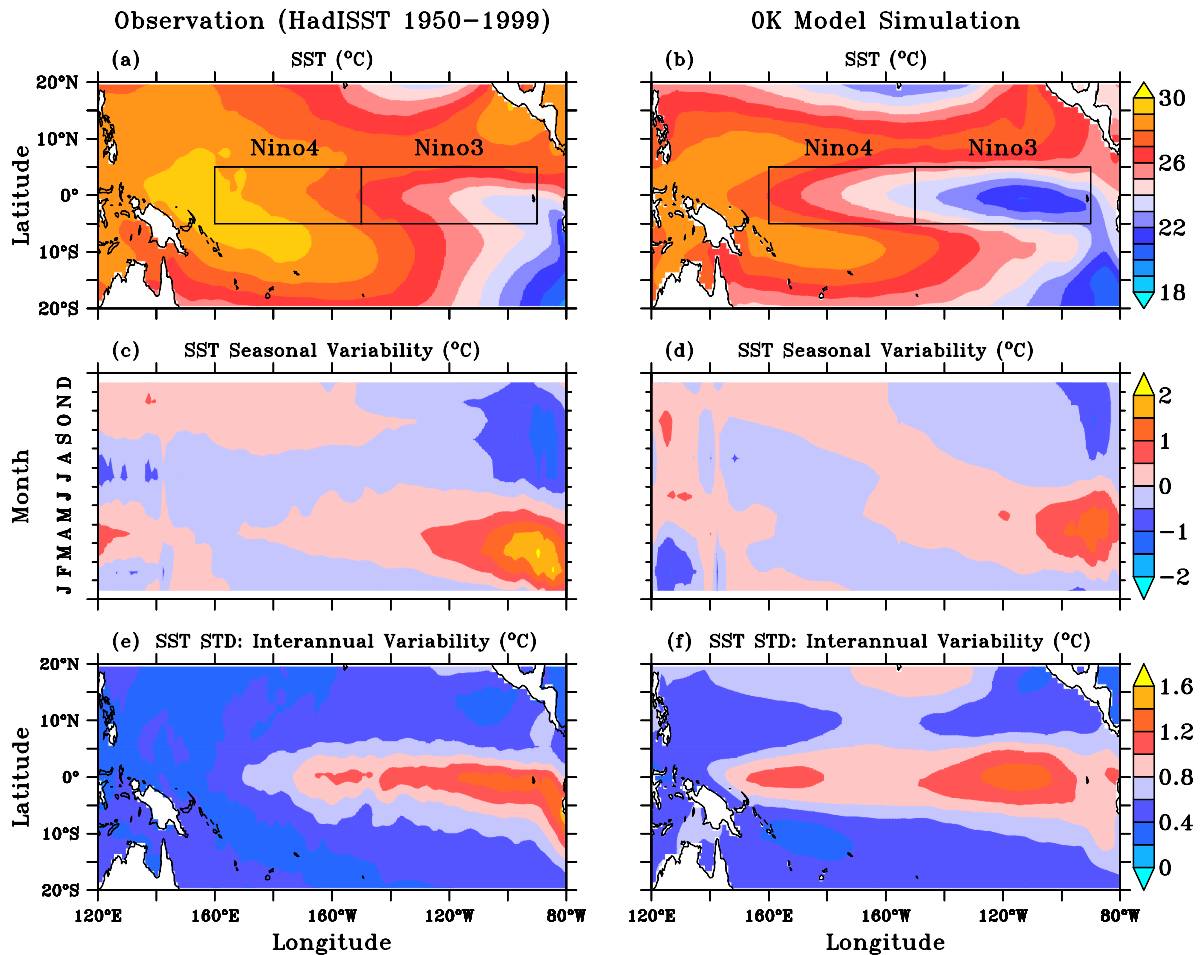 Observation (HadISST 1950−1999)
0K Model Simulation
(a) SST (°C)
(b) SST (°C)
20°N
10°N
0°
10°S
20°S
Latitude
Nino4 Nino3
Nino4 Nino3
30
26
22
18
(c) SST Seasonal Variability (°C)
(d) SST Seasonal Variability (°C)
Month
J F M A M J J A S O N D
2
1
0
−1
−2
(e) SST STD: Interannual Variability (°C)
(f) SST STD: Interannual Variability (°C)
20°N
10°N
0°
10°S
20°S
Latitude
1.6
1.2
0.8
0.4
0
120°E 160°E 160°W 120°W 80°W
120°E 160°E 160°W 120°W 80°W
Longitude
Longitude